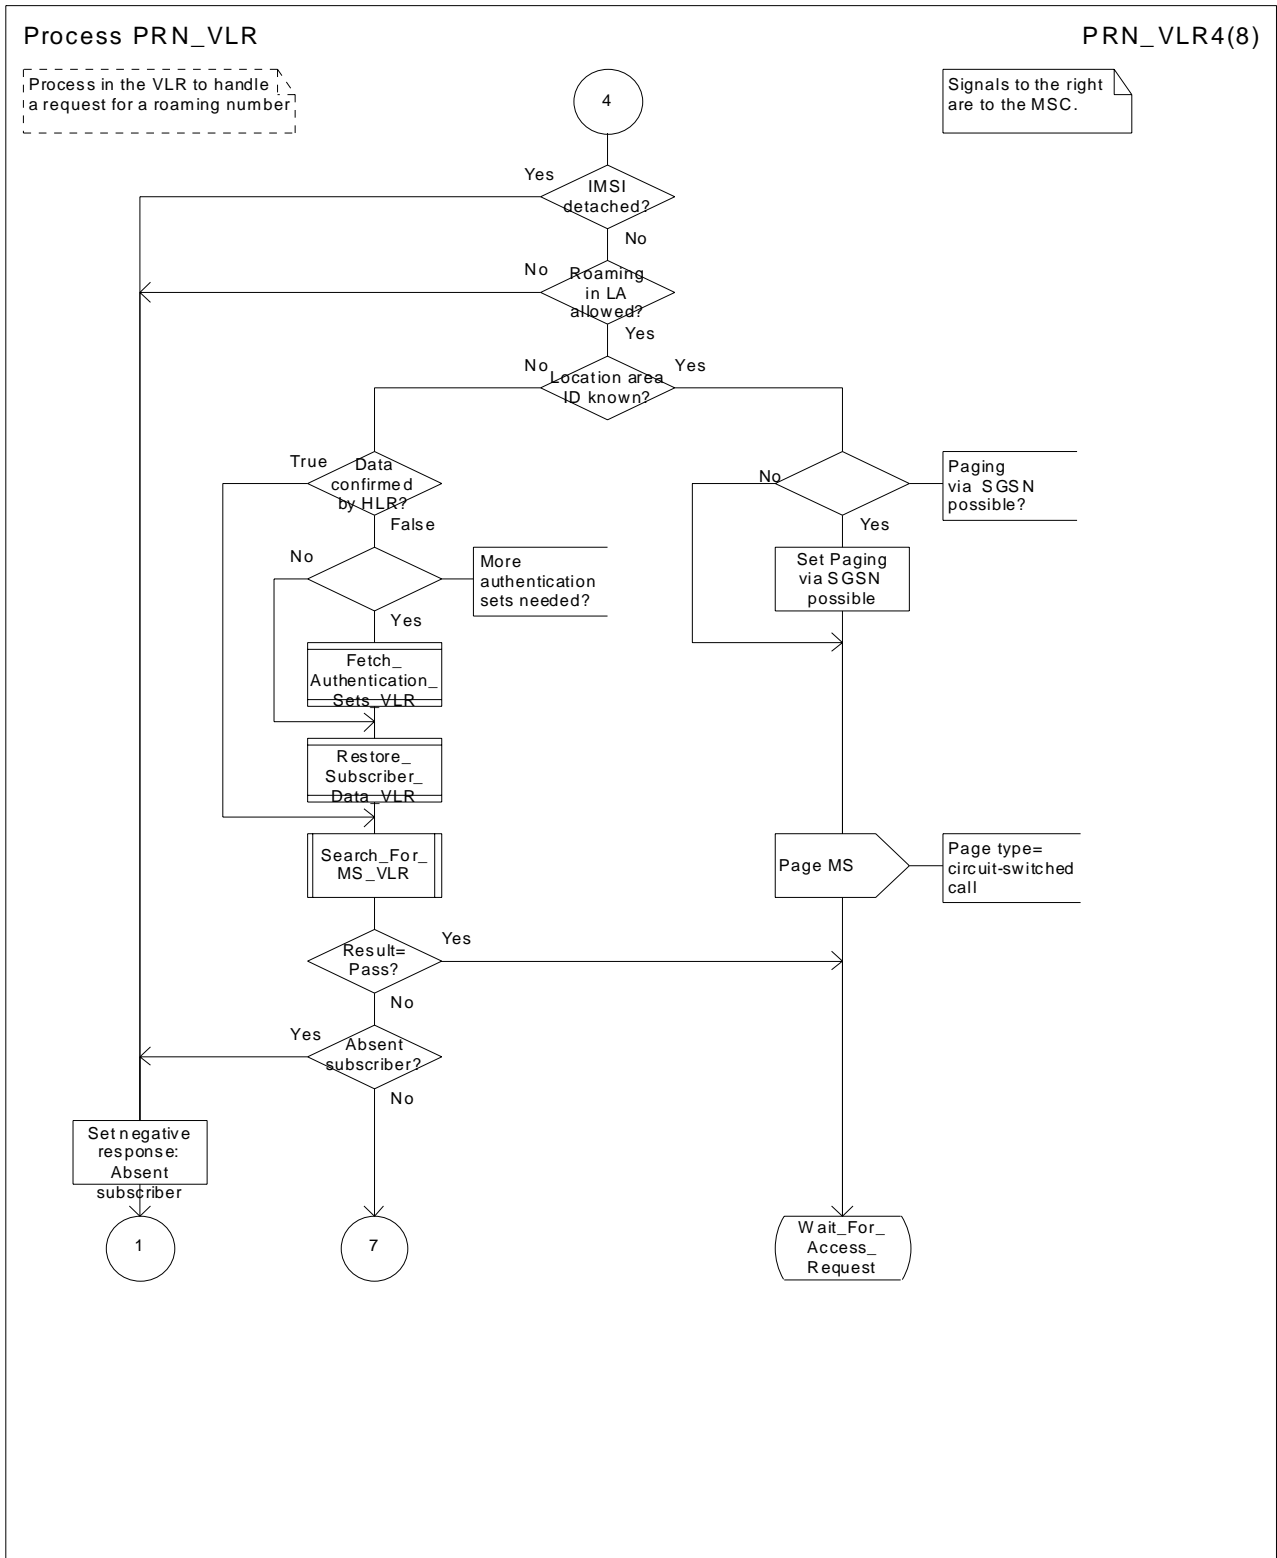 Process PRN_VLR
PRN_VLR4(8)
Process in the VLR to handle
a request for a roaming number
4
Signals to the right
are to the MSC.
Yes
IMSI
detached?
No
No
Roaming
in LA
allowed?
Yes
No
Location area
ID known?
Yes
True
Data
confirmed
by HLR?
False
No
Paging
via SGSN
possible?
Yes
No
More
authentication
sets needed?
Yes
Set Paging
via SGSN
possible
Fetch_
Authentication_
Sets_VLR
Restore_
Subscriber_
Data_VLR
Search_For_
MS_VLR
Page MS
Page type=
circuit-switched
call
Result=
Pass?
Yes
No
Yes
Absent
subscriber?
No
Set negative
response:
Absent
subscriber
1
7
Wait_For_
Access_
Request